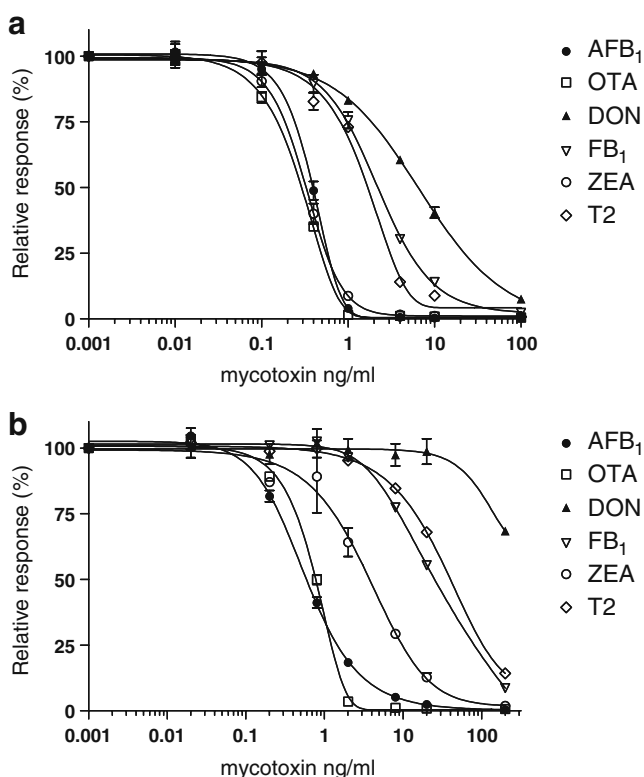 a
Relative response (%)
100
75
50
25
0
0.001 0.01 0.1 1 10 100
mycotoxin ng/ml
AFB₁
OTA
DON
FB₁
ZEA
T2
b
Relative response (%)
100
75
50
25
0
0.001 0.01 0.1 1 10 100
mycotoxin ng/ml
AFB₁
OTA
DON
FB₁
ZEA
T2